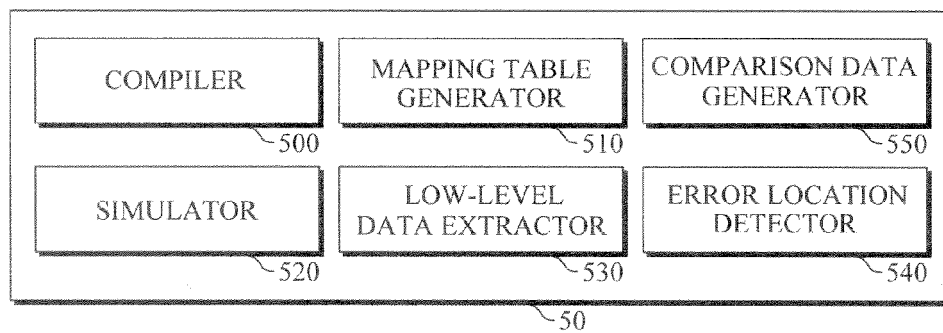 COMPILER
500
MAPPING TABLE
GENERATOR
510
COMPARISON DATA
GENERATOR
550
SIMULATOR
520
LOW-LEVEL
DATA EXTRACTOR
530
ERROR LOCATION
DETECTOR
540
50